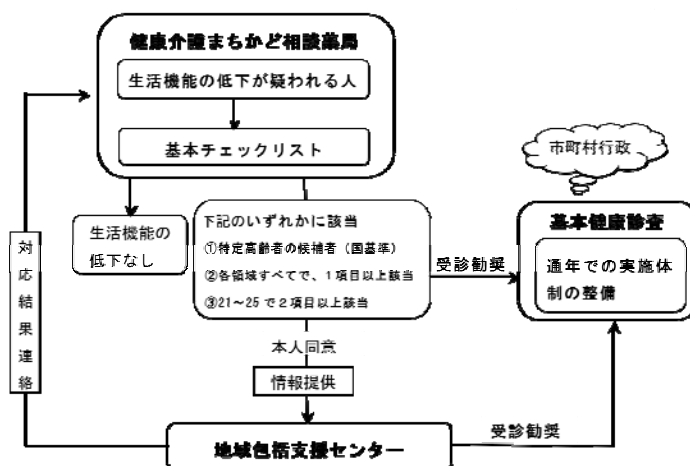 健康介護まちかど相談薬局
生活機能の低下が疑われる人
基本チェックリスト
市町村行政
生活機能の
低下なし
下記のいずれかに該当
①特定高齢者の候補者（国基準）
②各領域すべてで、1項目以上該当
③21～25で2項目以上該当
受診勧奨
基本健康診査
通年での実施体
制の整備
対応結果連絡
本人同意
情報提供
地域包括支援センター
受診勧奨